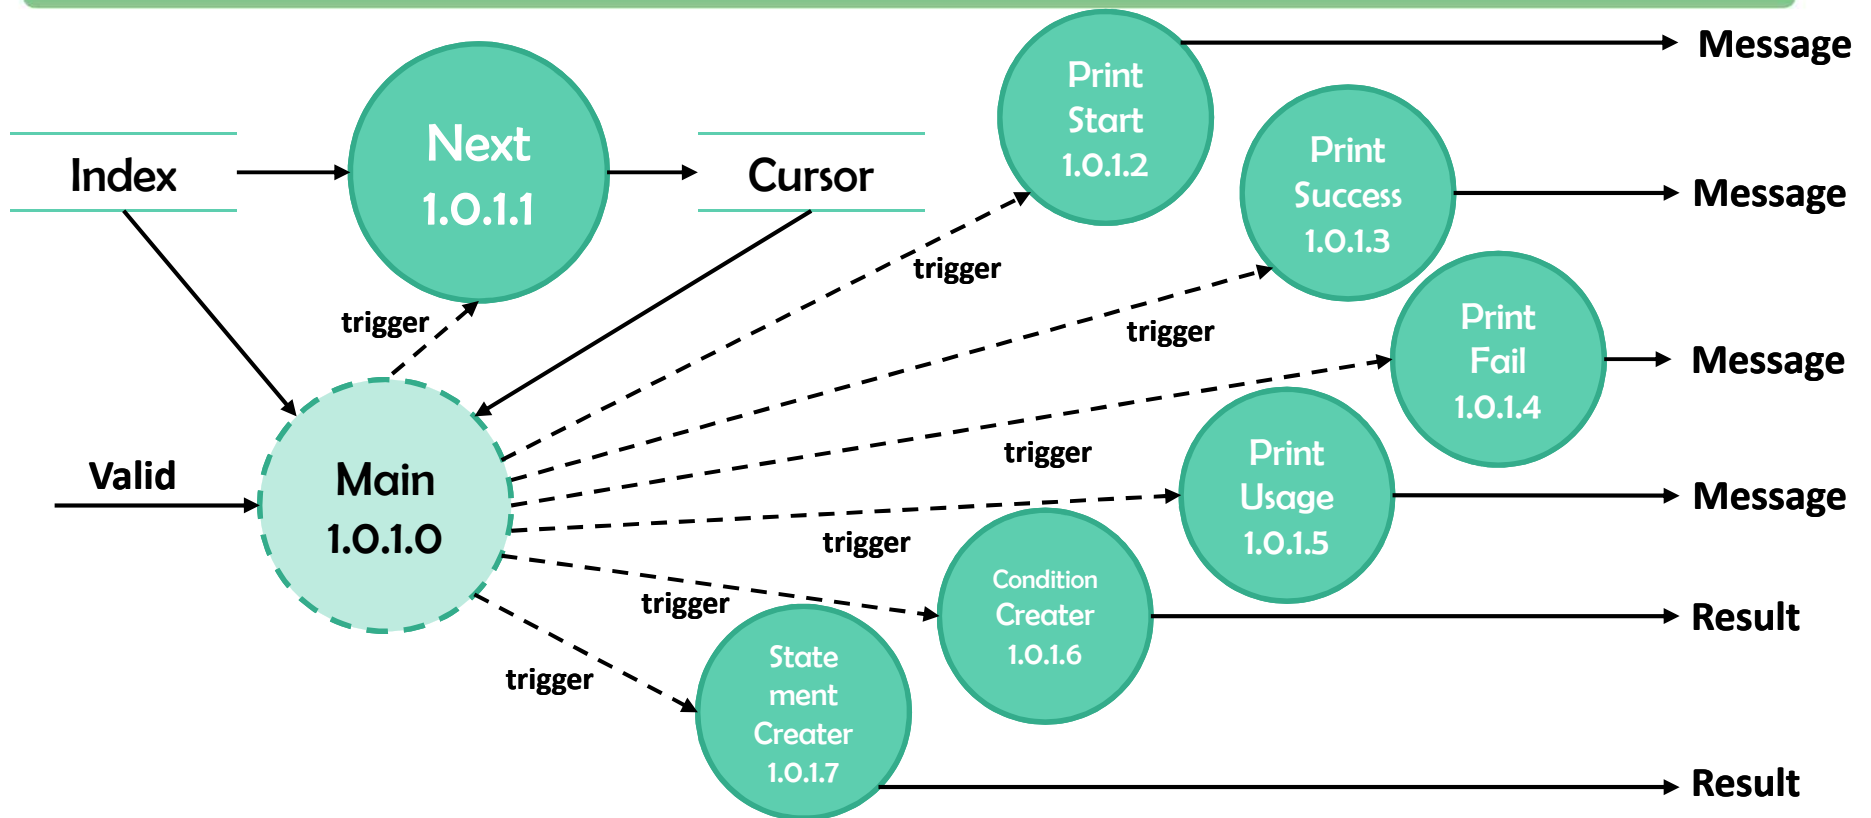 Message
Print
Start
1.0.1.2
Next
1.0.1.1
Index
Cursor
Print
Success
1.0.1.3
Message
trigger
trigger
trigger
Print
Fail
1.0.1.4
Message
Valid
Main
1.0.1.0
trigger
Print
Usage
1.0.1.5
Message
trigger
Condition
Creater
1.0.1.6
Result
trigger
trigger
State
ment
Creater
1.0.1.7
Result